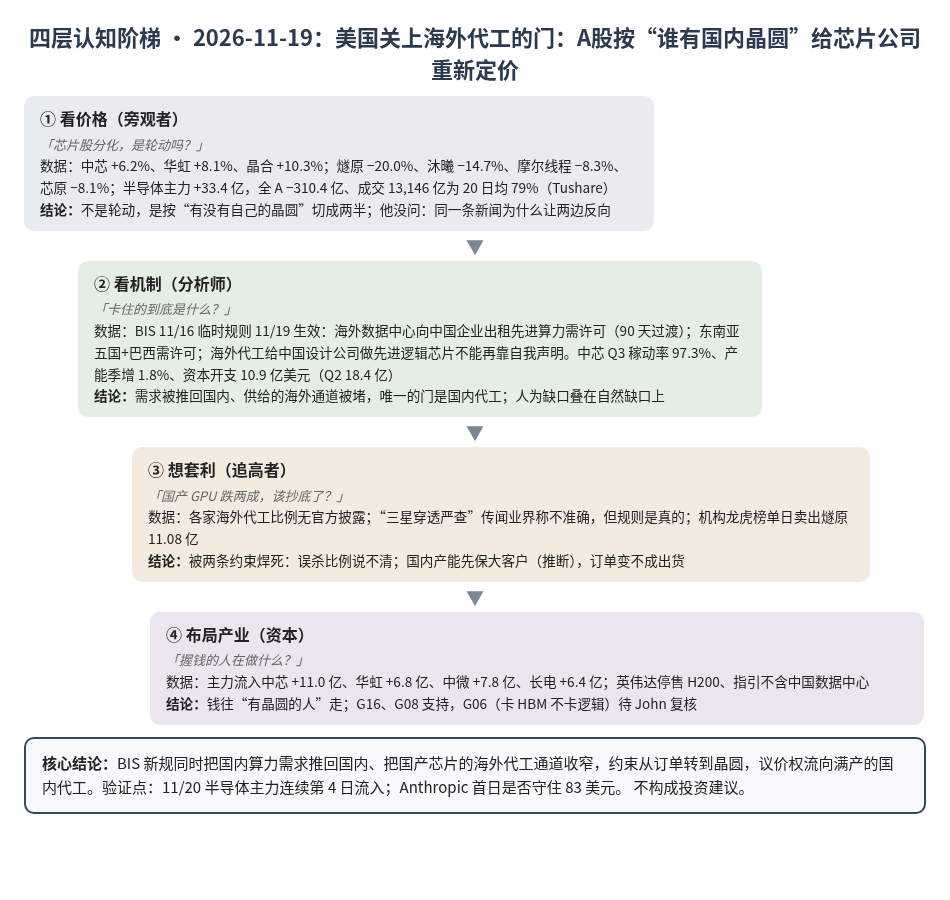 四层认知阶梯 · 2026-11-19：美国关上海外代工的门：A股按“谁有国内晶圆”给芯片公司
重新定价
① 看价格（旁观者）
「芯片股分化，是轮动吗？」
数据：中芯 +6.2%、华虹 +8.1%、晶合 +10.3%；燧原 −20.0%、沐曦 −14.7%、摩尔线程 −8.3%、
芯原 −8.1%；半导体主力 +33.4 亿，全 A −310.4 亿、成交 13,146 亿为 20 日均 79%（Tushare）
结论：不是轮动，是按“有没有自己的晶圆”切成两半；他没问：同一条新闻为什么让两边反向
▼
② 看机制（分析师）
「卡住的到底是什么？」
数据：BIS 11/16 临时规则 11/19 生效：海外数据中心向中国企业出租先进算力需许可（90 天过渡）；东南亚
五国+巴西需许可；海外代工给中国设计公司做先进逻辑芯片不能再靠自我声明。中芯 Q3 稼动率 97.3%、产
能季增 1.8%、资本开支 10.9 亿美元（Q2 18.4 亿）
结论：需求被推回国内、供给的海外通道被堵，唯一的门是国内代工；人为缺口叠在自然缺口上
▼
③ 想套利（追高者）
「国产 GPU 跌两成，该抄底了？」
数据：各家海外代工比例无官方披露；“三星穿透严查”传闻业界称不准确，但规则是真的；机构龙虎榜单日卖出燧原
11.08 亿
结论：被两条约束焊死：误杀比例说不清；国内产能先保大客户（推断），订单变不成出货
▼
④ 布局产业（资本）
「握钱的人在做什么？」
数据：主力流入中芯 +11.0 亿、华虹 +6.8 亿、中微 +7.8 亿、长电 +6.4 亿；英伟达停售 H200、指引不含中国数据中心
结论：钱往“有晶圆的人”走；G16、G08 支持，G06（卡 HBM 不卡逻辑）待 John 复核
核心结论：BIS 新规同时把国内算力需求推回国内、把国产芯片的海外代工通道收窄，约束从订单转到晶圆，议价权流向满产的国
内代工。验证点：11/20 半导体主力连续第 4 日流入；Anthropic 首日是否守住 83 美元。 不构成投资建议。